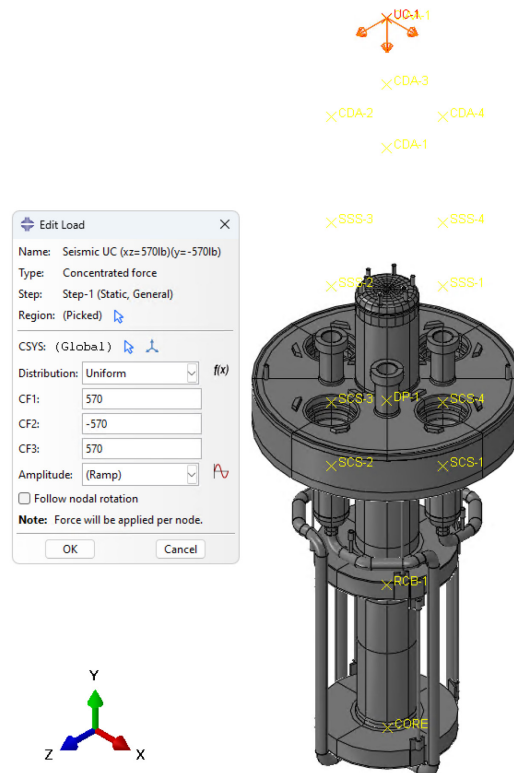 UC-1
CDA-3
CDA-2
CDA-4
CDA-1
SSS-3
SSS-4
SSS-2
SSS-1
SCS-3
DP-1
SCS-4
SCS-2
SCS-1
RCB-1
CORE
Edit Load
Name: Seismic UC (xz=570lb)(y=-570lb)
Type: Concentrated force
Step: Step-1 (Static, General)
Region: (Picked)
CSYS: (Global)
Distribution: Uniform f(x)
CF1: 570
CF2: -570
CF3: 570
Amplitude: (Ramp)
Follow nodal rotation
Note: Force will be applied per node.
OK Cancel
Y
Z X